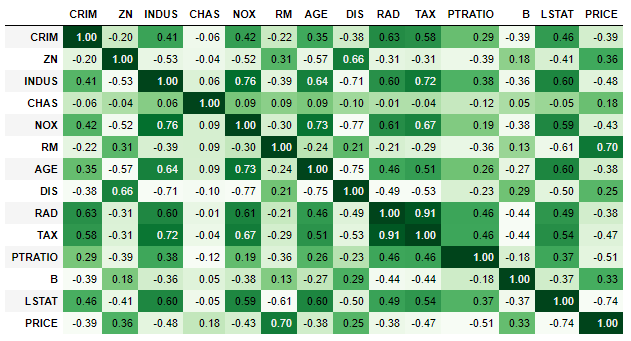 CRIM ZN INDUS CHAS NOX RM AGE DIS RAD TAX PTRATIO B LSTAT PRICE
CRIM 1.00 -0.20 0.41 -0.06 0.42 -0.22 0.35 -0.38 0.63 0.58 0.29 -0.39 0.46 -0.39
ZN -0.20 1.00 -0.53 -0.04 -0.52 0.31 -0.57 0.66 -0.31 -0.31 -0.39 0.18 -0.41 0.36
INDUS 0.41 -0.53 1.00 0.06 0.76 -0.39 0.64 -0.71 0.60 0.72 0.38 -0.36 0.60 -0.48
CHAS -0.06 -0.04 0.06 1.00 0.09 0.09 0.09 -0.10 -0.01 -0.04 -0.12 0.05 -0.05 0.18
NOX 0.42 -0.52 0.76 0.09 1.00 -0.30 0.73 -0.77 0.61 0.67 0.19 -0.38 0.59 -0.43
RM -0.22 0.31 -0.39 0.09 -0.30 1.00 -0.24 0.21 -0.21 -0.29 -0.36 0.13 -0.61 0.70
AGE 0.35 -0.57 0.64 0.09 0.73 -0.24 1.00 -0.75 0.46 0.51 0.26 -0.27 0.60 -0.38
DIS -0.38 0.66 -0.71 -0.10 -0.77 0.21 -0.75 1.00 -0.49 -0.53 -0.23 0.29 -0.50 0.25
RAD 0.63 -0.31 0.60 -0.01 0.61 -0.21 0.46 -0.49 1.00 0.91 0.46 -0.44 0.49 -0.38
TAX 0.58 -0.31 0.72 -0.04 0.67 -0.29 0.51 -0.53 0.91 1.00 0.46 -0.44 0.54 -0.47
PTRATIO 0.29 -0.39 0.38 -0.12 0.19 -0.36 0.26 -0.23 0.46 0.46 1.00 -0.18 0.37 -0.51
B -0.39 0.18 -0.36 0.05 -0.38 0.13 -0.27 0.29 -0.44 -0.44 -0.18 1.00 -0.37 0.33
LSTAT 0.46 -0.41 0.60 -0.05 0.59 -0.61 0.60 -0.50 0.49 0.54 0.37 -0.37 1.00 -0.74
PRICE -0.39 0.36 -0.48 0.18 -0.43 0.70 -0.38 0.25 -0.38 -0.47 -0.51 0.33 -0.74 1.00